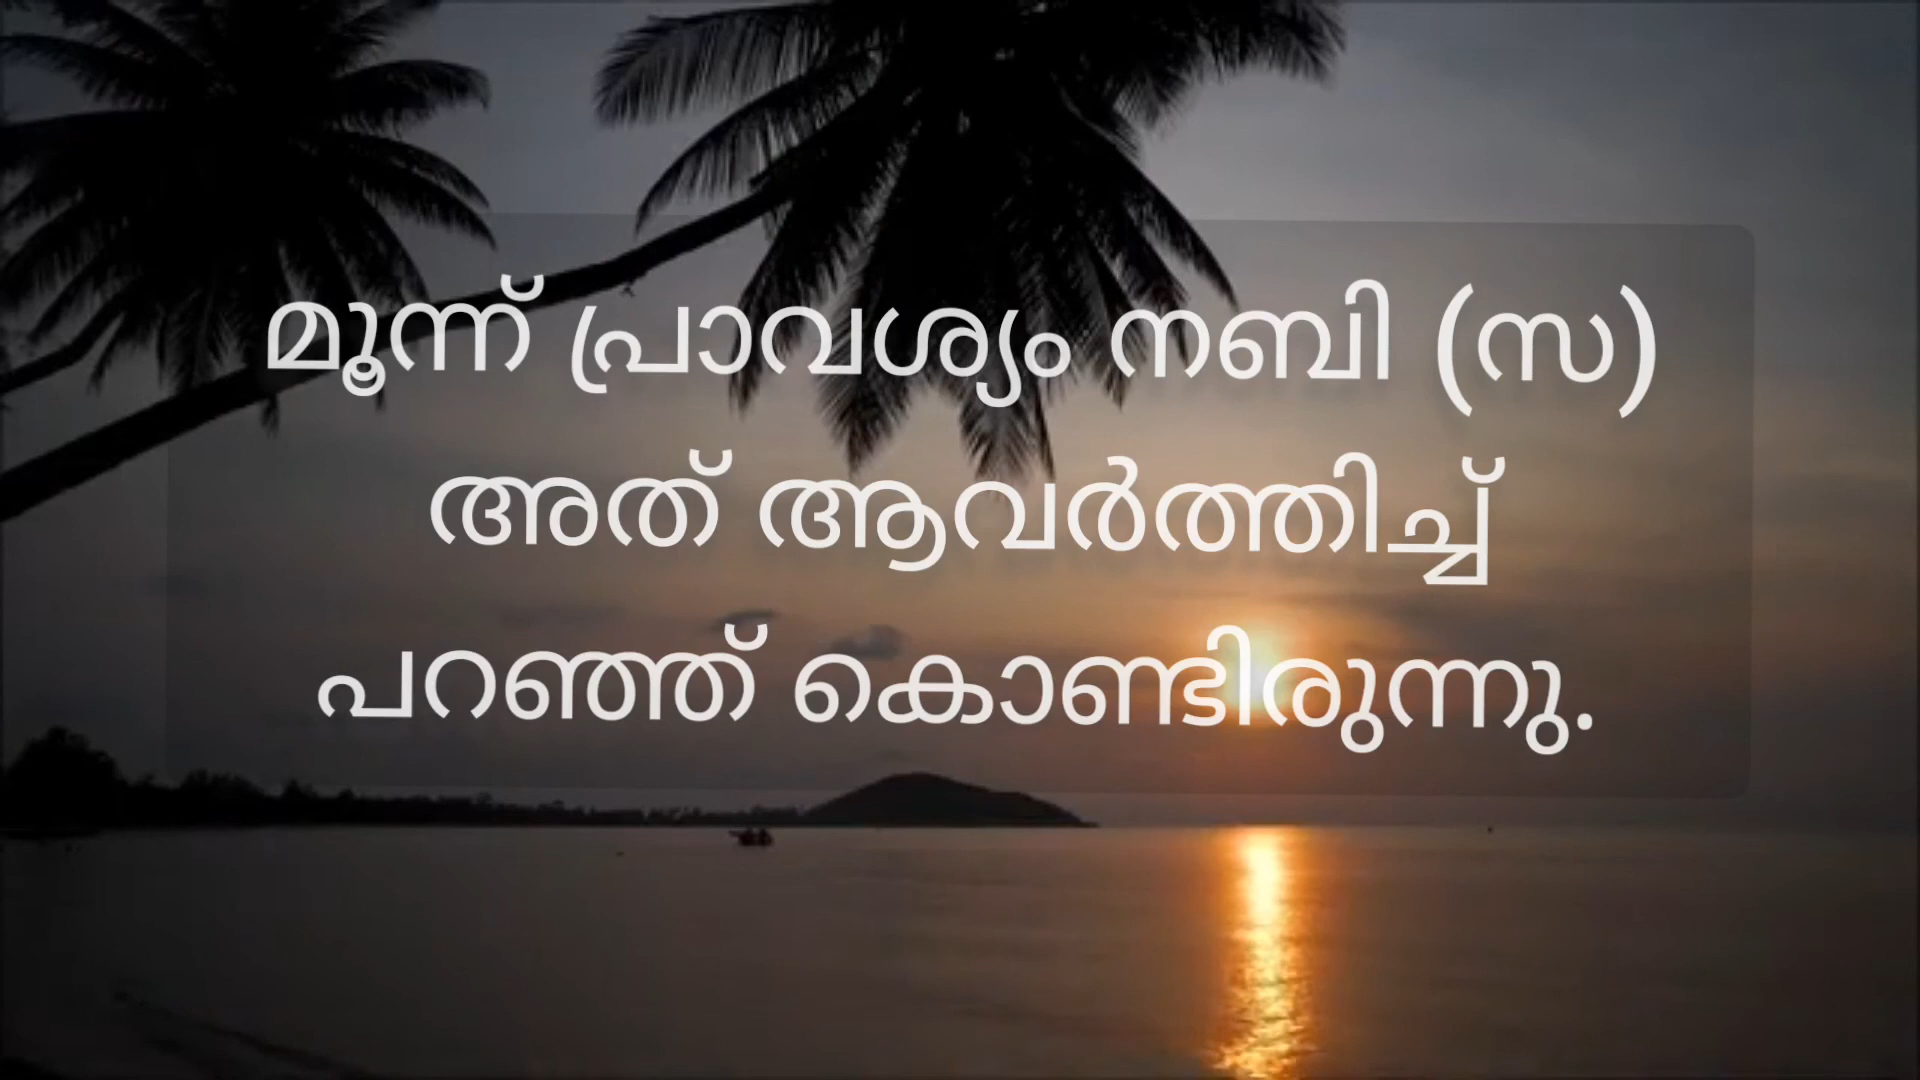 മൂന്ന് പ്രാവശ്യം നബി (സ)
അത് ആവർത്തിച്ച്
പറഞ്ഞ് കൊണ്ടിരുന്നു.